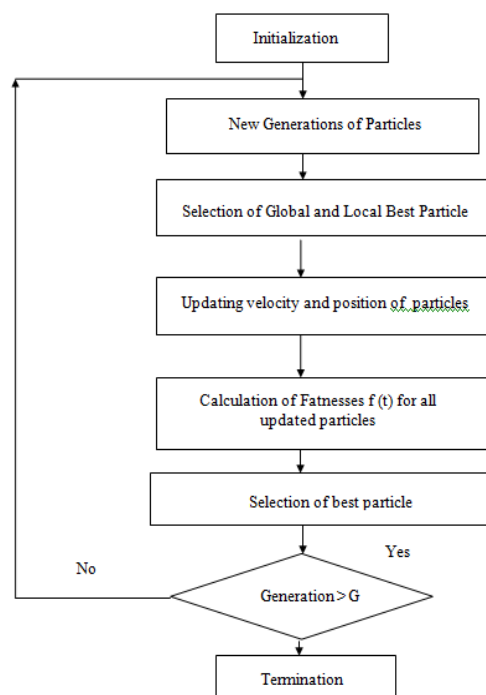 Initialization
New Generations of Particles
Selection of Global and Local Best Particle
Updating velocity and position of particles
Calculation of Fatnesses f (t) for all
updated particles
Selection of best particle
Yes
No
Generation > G
Termination